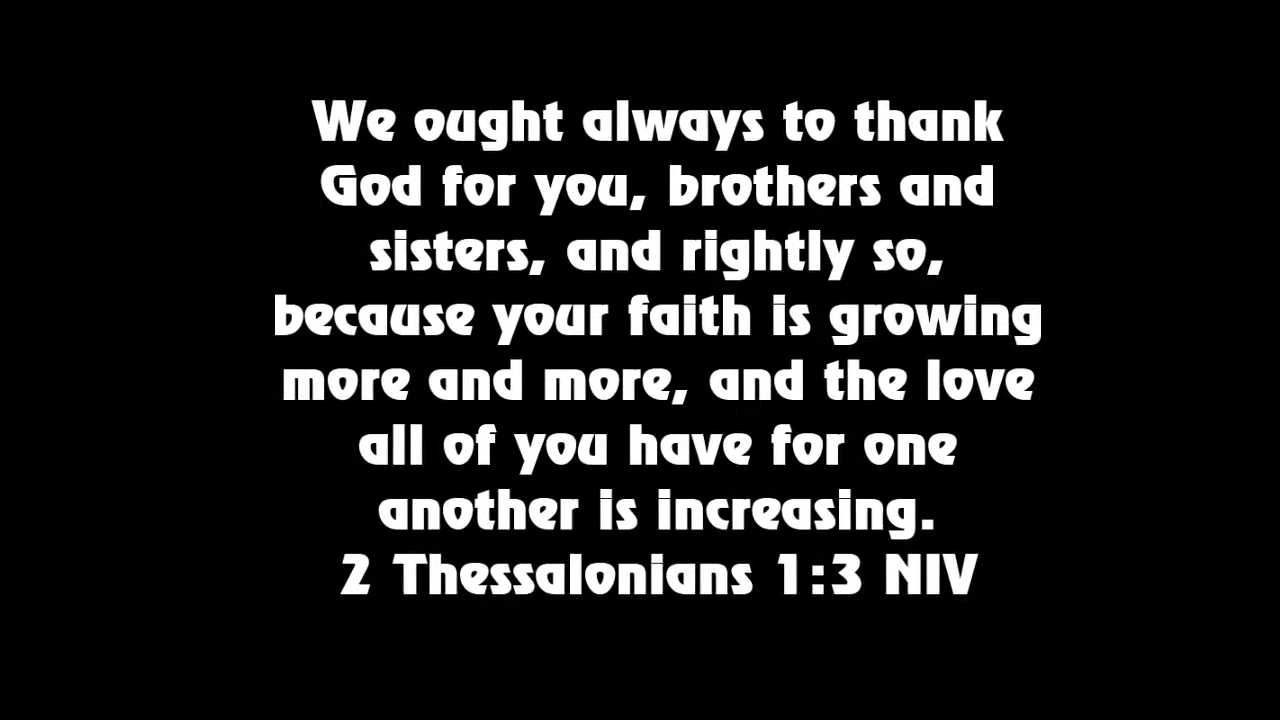 We ought always to thank
God for you, brothers and
sisters, and rightly so,
because your faith is growing
more and more, and the love
all of you have for one
another is increasing.
2 Thessalonians 1:3 NIV